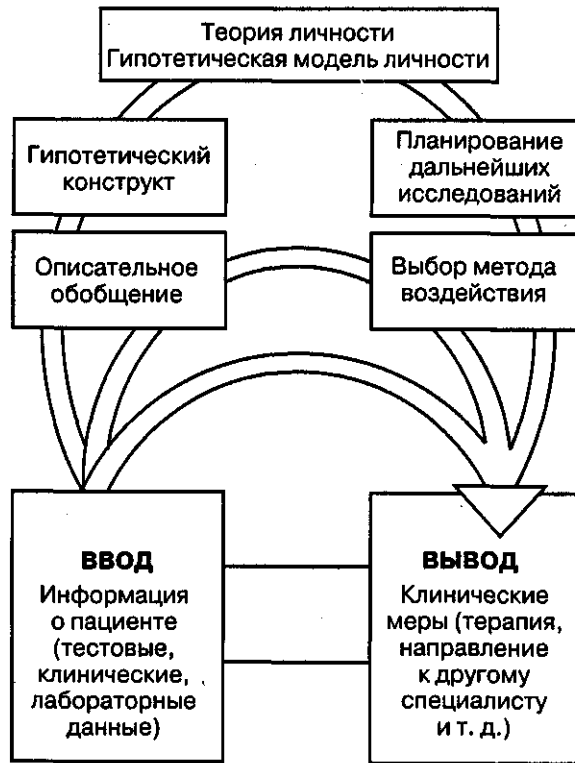 Теория личности
Гипотетическая модель личности
Гипотетический
конструкт
Планирование
дальнейших
исследований
Описательное
обобщение
Выбор метода
воздействия
ВВОД
Информация
о пациенте
(тестовые,
клинические,
лабораторные
данные)
ВЫВОД
Клинические
меры (терапия,
направление
к другому
специалисту
и т. д.)